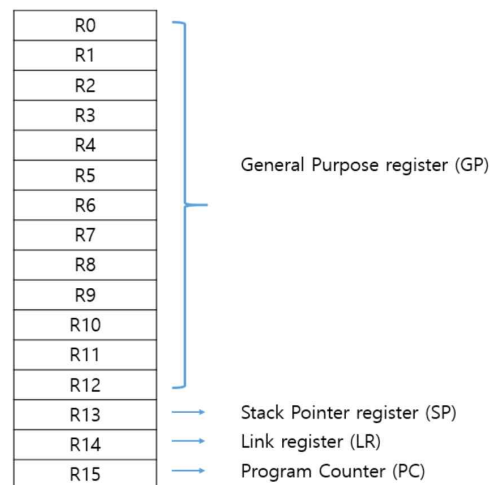 R0
R1
R2
R3
R4
R5
R6
R7
R8
R9
R10
R11
R12
R13
R14
R15
General Purpose register (GP)
Stack Pointer register (SP)
Link register (LR)
Program Counter (PC)